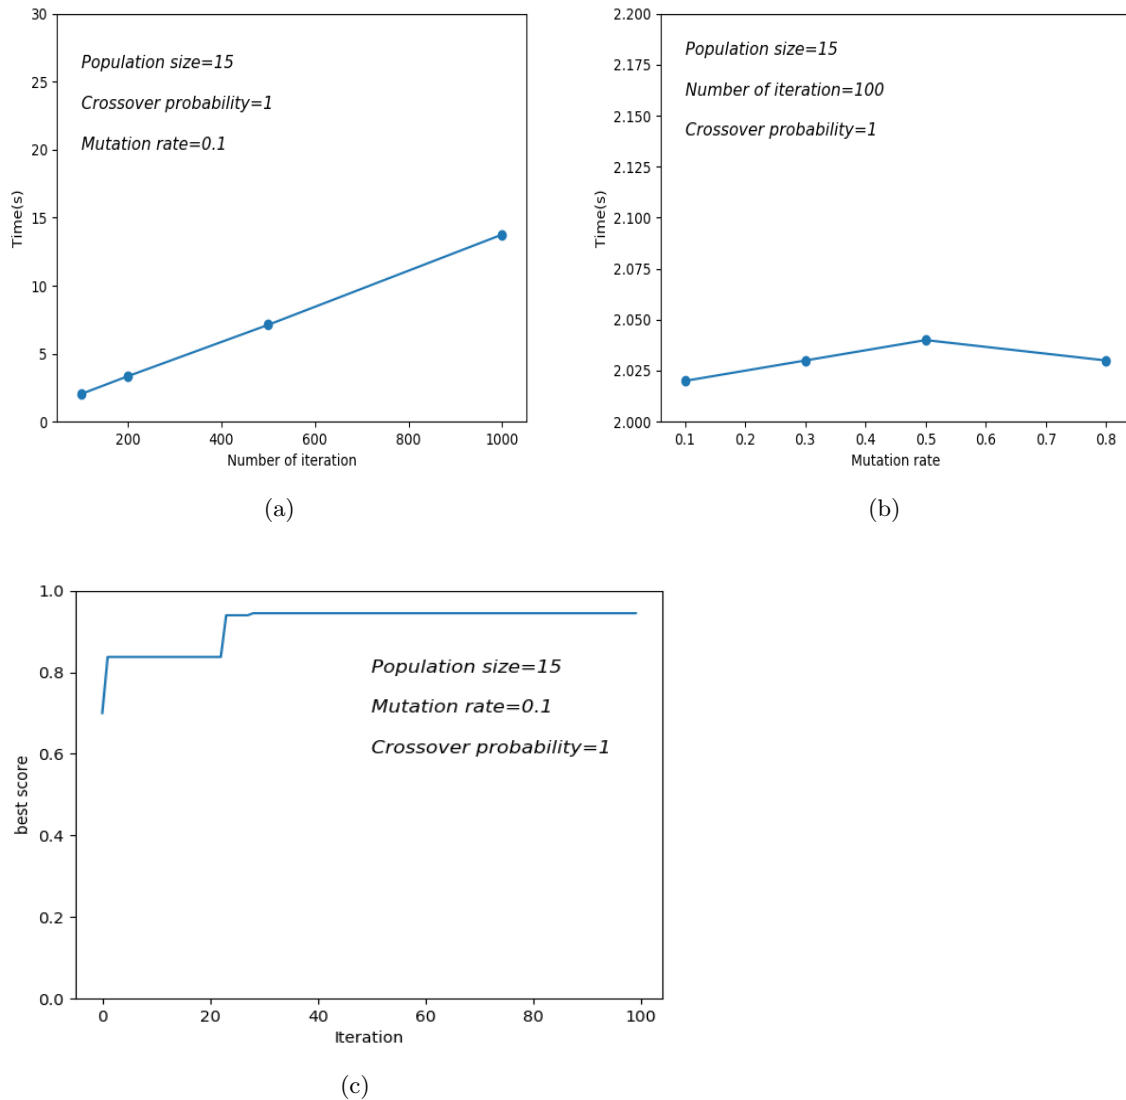 30
25
20
15
10
5
0
Time(s)
Population size=15
Crossover probability=1
Mutation rate=0.1
200 400 600 800 1000
Number of iteration
(a)
2.200
2.175
2.150
2.125
2.100
2.075
2.050
2.025
2.000
Time(s)
Population size=15
Number of iteration=100
Crossover probability=1
0.1 0.2 0.3 0.4 0.5 0.6 0.7 0.8
Mutation rate
(b)
1.0
0.8
0.6
0.4
0.2
0.0
best score
Population size=15
Mutation rate=0.1
Crossover probability=1
0 20 40 60 80 100
Iteration
(c)